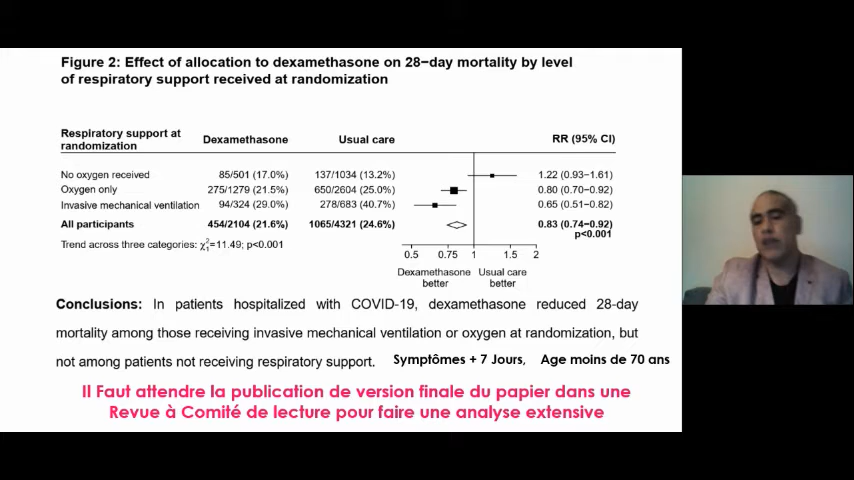 Figure 2: Effect of allocation to dexamethasone on 28−day mortality by level
of respiratory support received at randomization
Respiratory support at
randomization Dexamethasone Usual care RR (95% CI)
No oxygen received 85/501 (17.0%) 137/1034 (13.2%) 1.22 (0.93−1.61)
Oxygen only 275/1279 (21.5%) 650/2604 (25.0%) 0.80 (0.70−0.92)
Invasive mechanical ventilation 94/324 (29.0%) 278/683 (40.7%) 0.65 (0.51−0.82)
All participants 454/2104 (21.6%) 1065/4321 (24.6%) 0.83 (0.74−0.92)
p<0.001
Trend across three categories: χ²₁=11.49; p<0.001
0.5 0.75 1 1.5 2
Dexamethasone Usual care
better better
Conclusions: In patients hospitalized with COVID-19, dexamethasone reduced 28-day
mortality among those receiving invasive mechanical ventilation or oxygen at randomization, but
not among patients not receiving respiratory support. Symptômes + 7 Jours, Age moins de 70 ans
Il Faut attendre la publication de version finale du papier dans une
Revue à Comité de lecture pour faire une analyse extensive